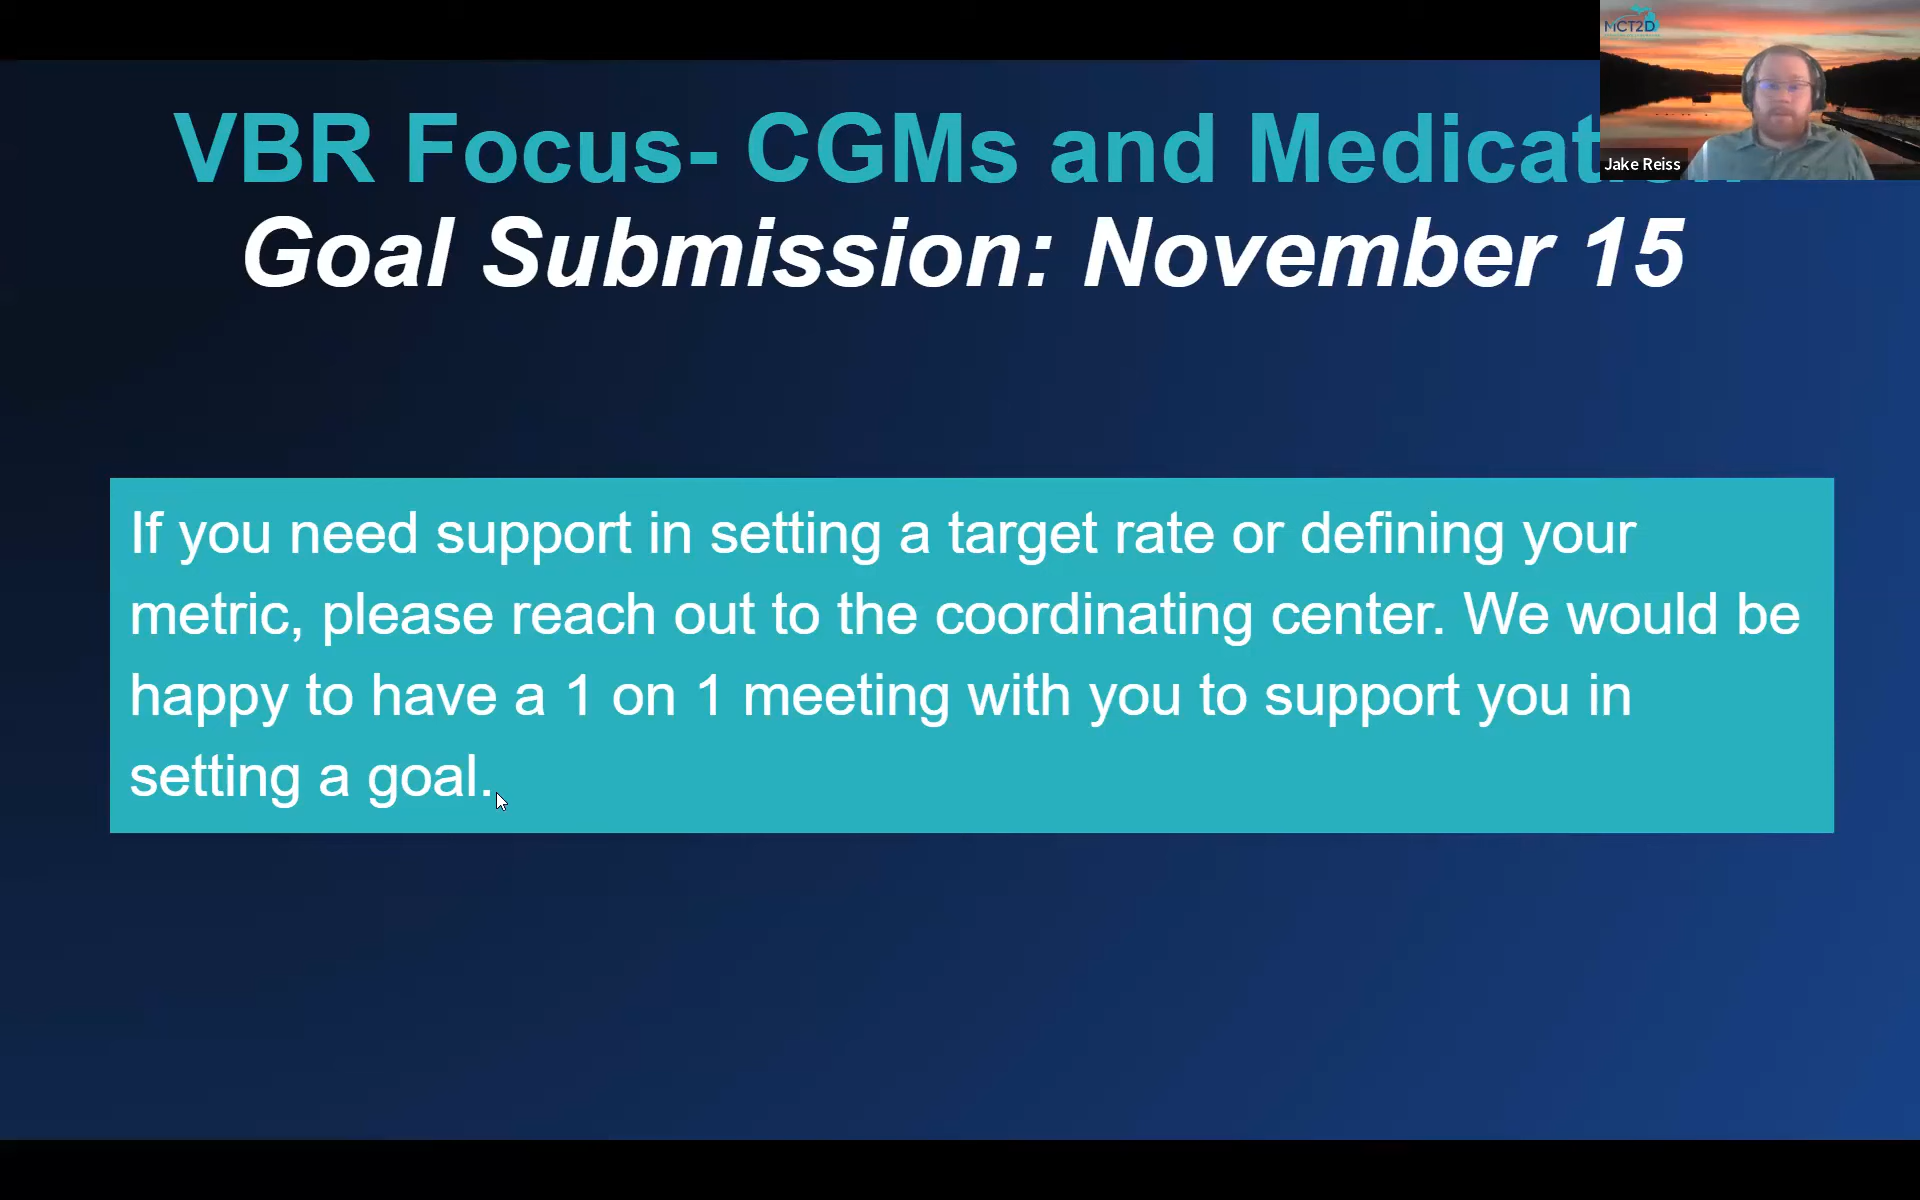 MCT2D
VBR Focus- CGMs and
Goal Submission: November 15
Jake Reiss
If you need support in setting a target rate or defining your
metric, please reach out to the coordinating center. We would be
happy to have a 1 on 1 meeting with you to support you in
setting a goal.